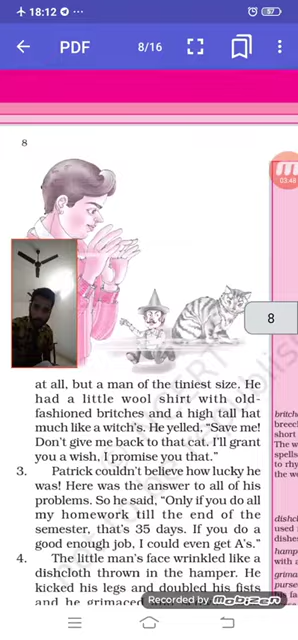 18:12
57
PDF
8/16
8
03:48
8
at all, but a man of the tiniest size. He
had a little wool shirt with old-
fashioned britches and a high tall hat
much like a witch's. He yelled, "Save me!
Don't give me back to that cat. I'll grant
you a wish, I promise you that."
3. Patrick couldn't believe how lucky he
was! Here was the answer to all of his
problems. So he said, "Only if you do all
my homework till the end of the
semester, that's 35 days. If you do a
good enough job, I could even get A's."
4. The little man's face wrinkled like a
dishcloth thrown in the hamper. He
kicked his legs and doubled his fists
and he grimaced
britche
breech
short
The w
spells
to rhy
the we
dishcl
used
dishe
hamp
with a
grima
purse
RECORDED BY
MOBIZEN